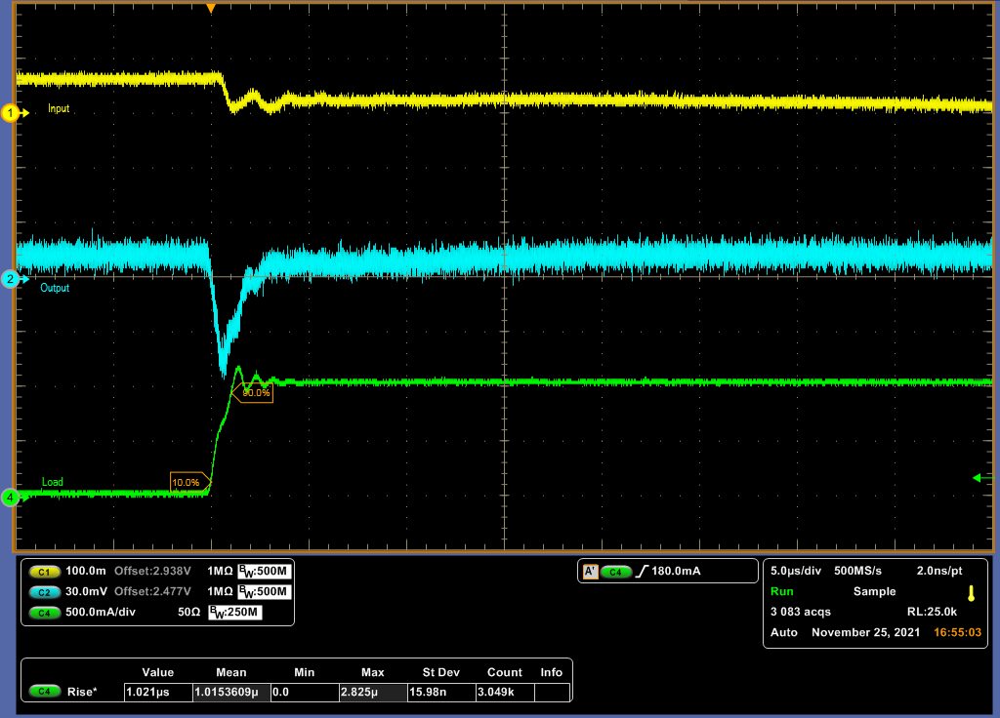 1
Input
2
Output
90.0%
10.0%
Load
4
C1 100.0m Offset:2.938V 1MΩ BW:500M
C2 30.0mV Offset:2.477V 1MΩ BW:500M
C4 500.0mA/div 50Ω BW:250M
A' C4 180.0mA
5.0µs/div 500MS/s 2.0ns/pt
Run Sample
3 083 acqs RL:25.0k
Auto November 25, 2021 16:55:03
Value Mean Min Max St Dev Count Info
C4 Rise* 1.021µs 1.0153609µ 0.0 2.825µ 15.98n 3.049k